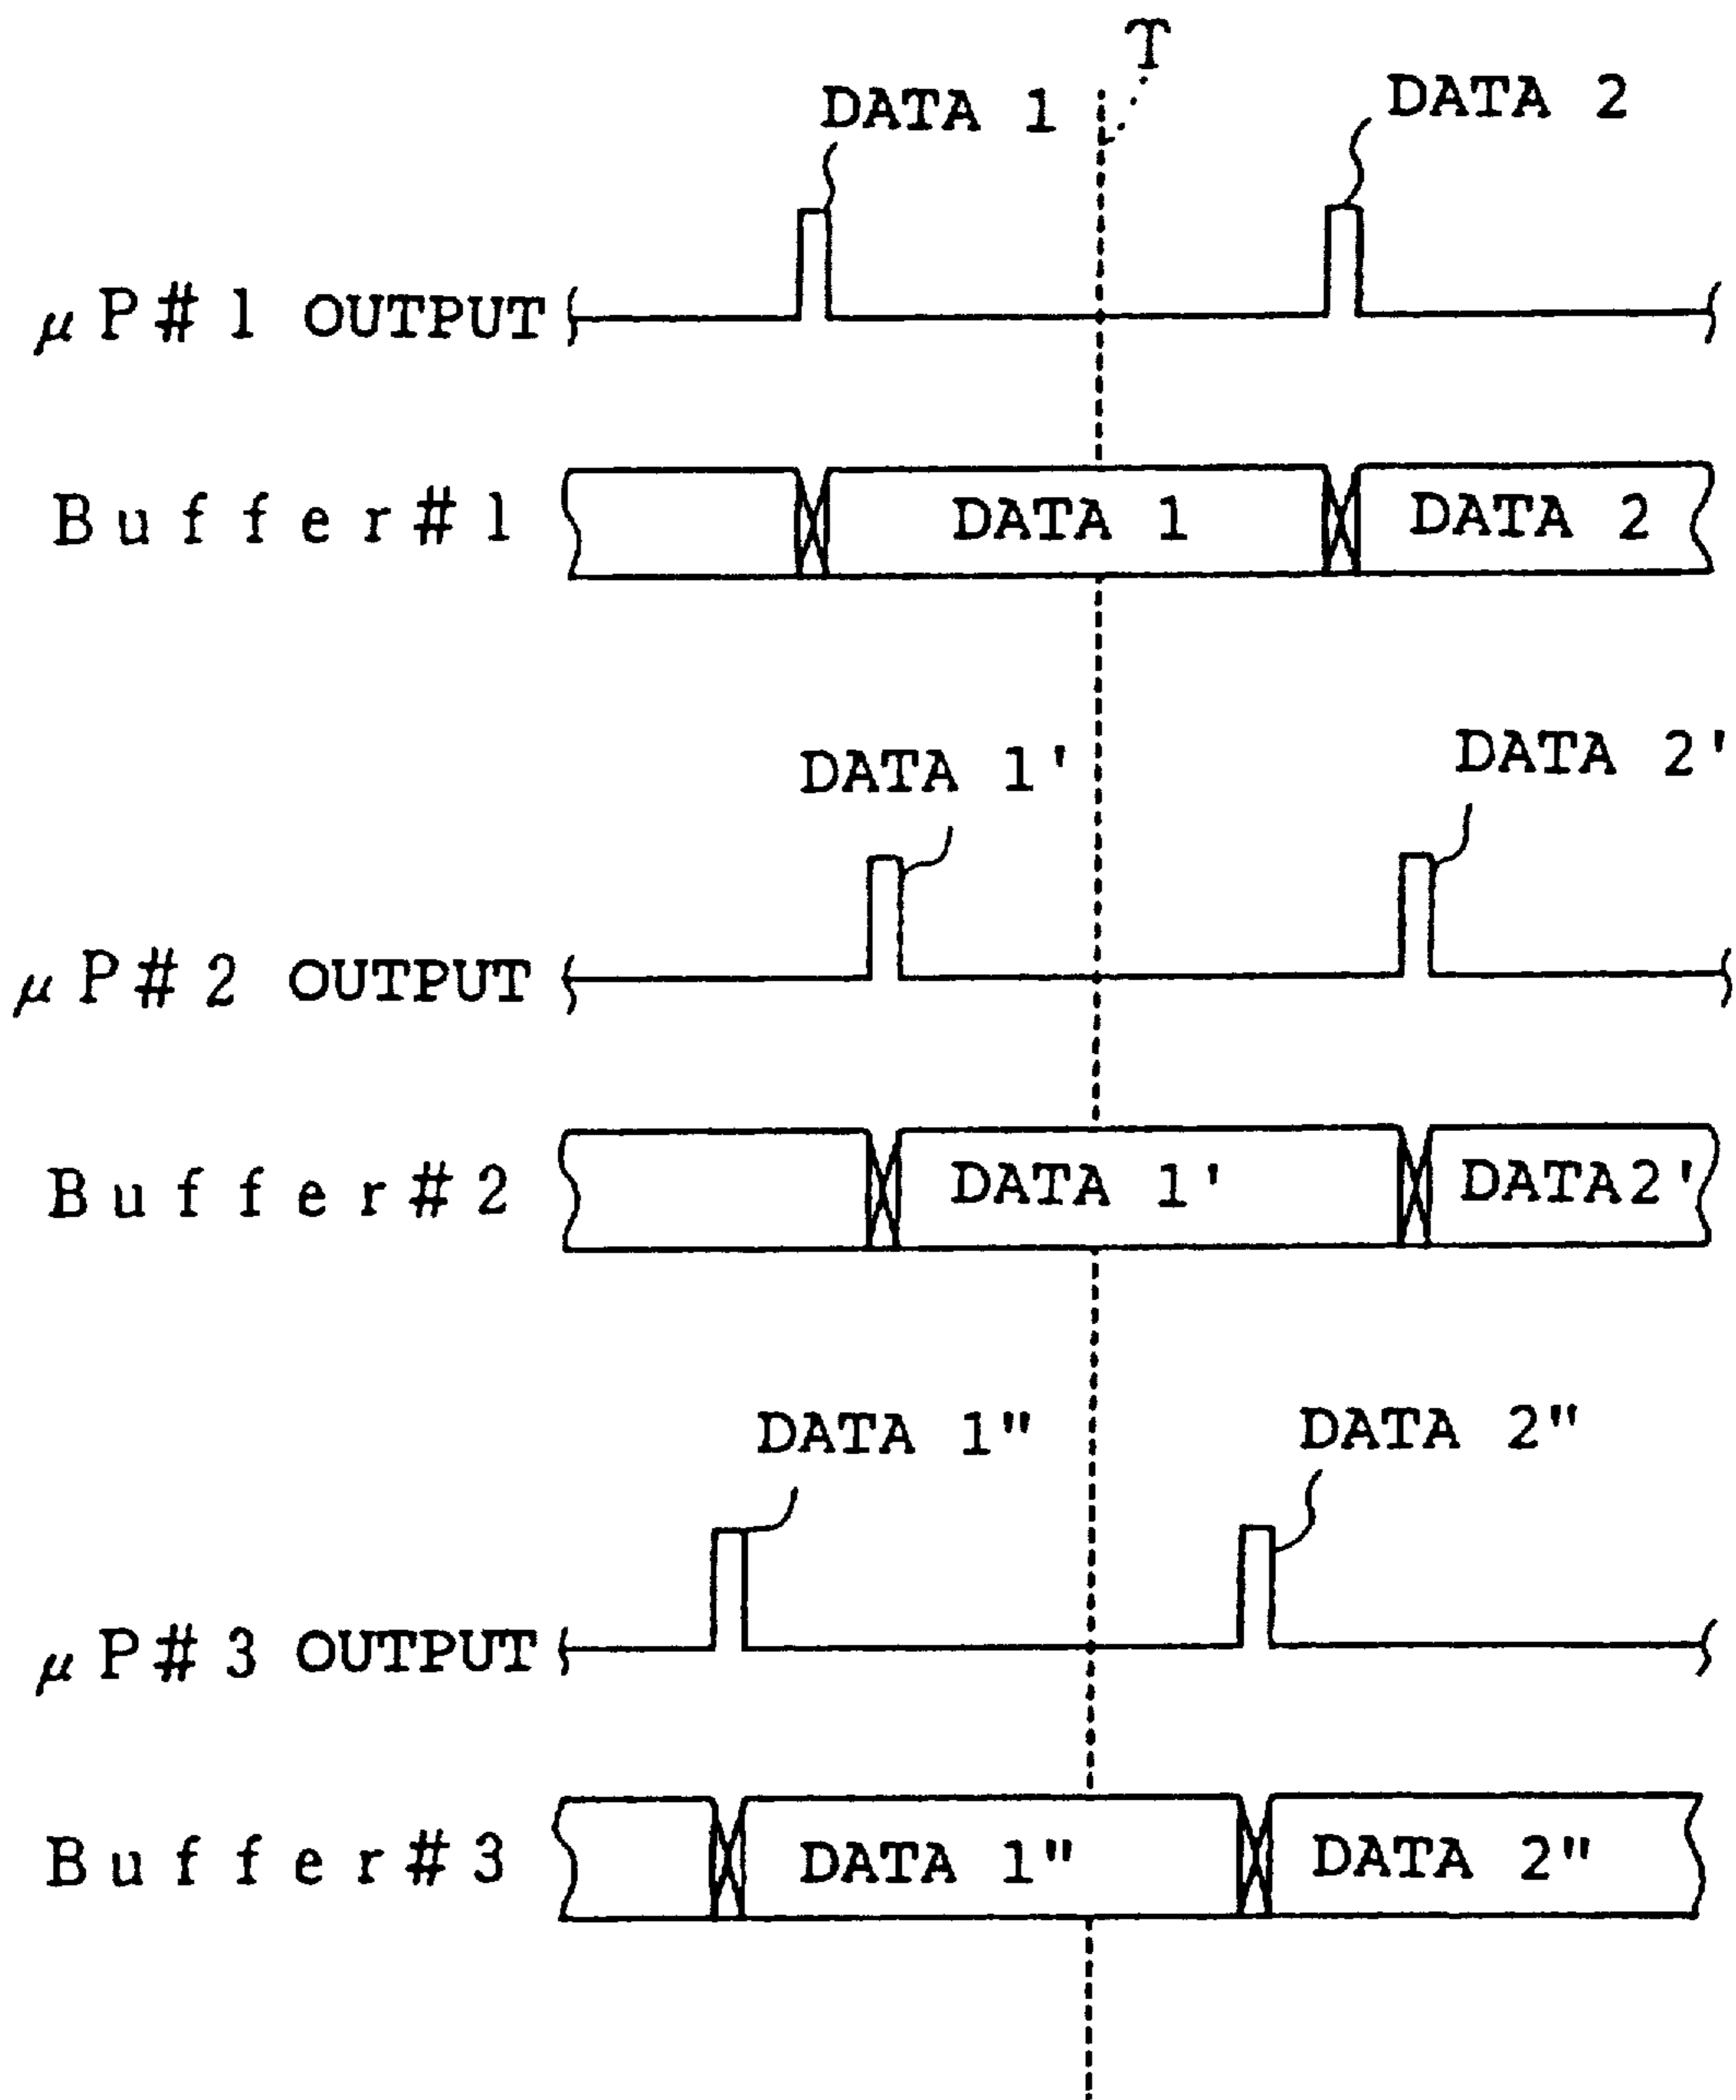 T
DATA 1
DATA 2
μP#1 OUTPUT
Buffer#1
DATA 1
DATA 2
DATA 1'
DATA 2'
μP#2 OUTPUT
Buffer#2
DATA 1'
DATA2'
DATA 1"
DATA 2"
μP#3 OUTPUT
Buffer#3
DATA 1"
DATA 2"